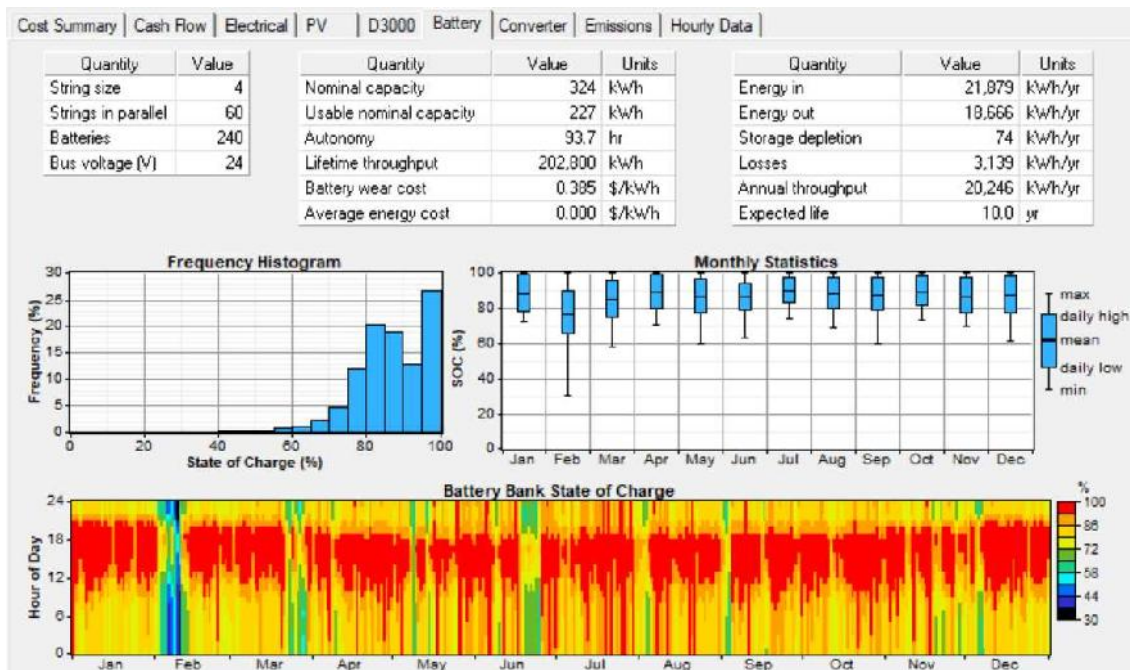 Cost Summary Cash Flow Electrical PV D3000 Battery Converter Emissions Hourly Data
Quantity Value
String size 4
Strings in parallel 60
Batteries 240
Bus voltage (V) 24
Quantity Value Units
Nominal capacity 324 kWh
Usable nominal capacity 227 kWh
Autonomy 93.7 hr
Lifetime throughput 202,800 kWh
Battery wear cost 0.385 $/kWh
Average energy cost 0.000 $/kWh
Quantity Value Units
Energy in 21,879 kWh/yr
Energy out 18,666 kWh/yr
Storage depletion 74 kWh/yr
Losses 3,139 kWh/yr
Annual throughput 20,246 kWh/yr
Expected life 10.0 yr
Frequency Histogram
Frequency (%)
30
25
20
15
10
5
0
0 20 40 60 80 100
State of Charge (%)
Monthly Statistics
SOC (%)
100
80
60
40
20
0
Jan Feb Mar Apr May Jun Jul Aug Sep Oct Nov Dec
max
daily high
mean
daily low
min
Battery Bank State of Charge
Hour of Day
24
18
12
6
0
Jan Feb Mar Apr May Jun Jul Aug Sep Oct Nov Dec
%
100
86
72
58
44
30